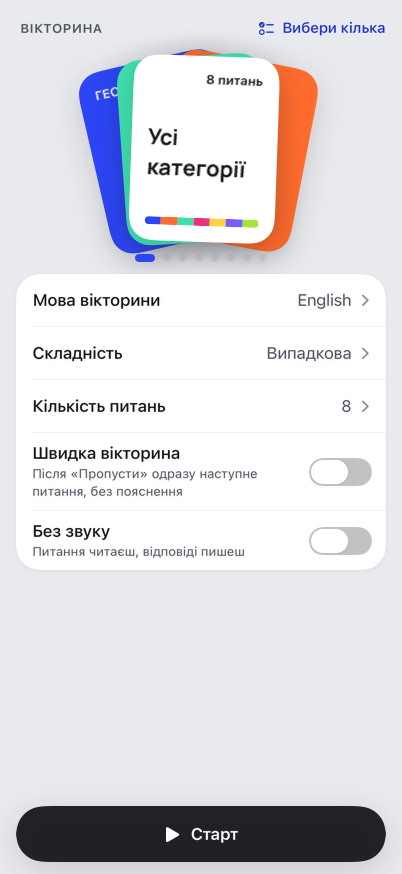 ВІКТОРИНА
Вибери кілька
8 питань
Усі
категорії
Мова вікторини
English
Складність
Випадкова
Кількість питань
8
Швидка вікторина
Після «Пропусти» одразу наступне
питання, без пояснення
Без звуку
Питання читаєш, відповіді пишеш
Старт